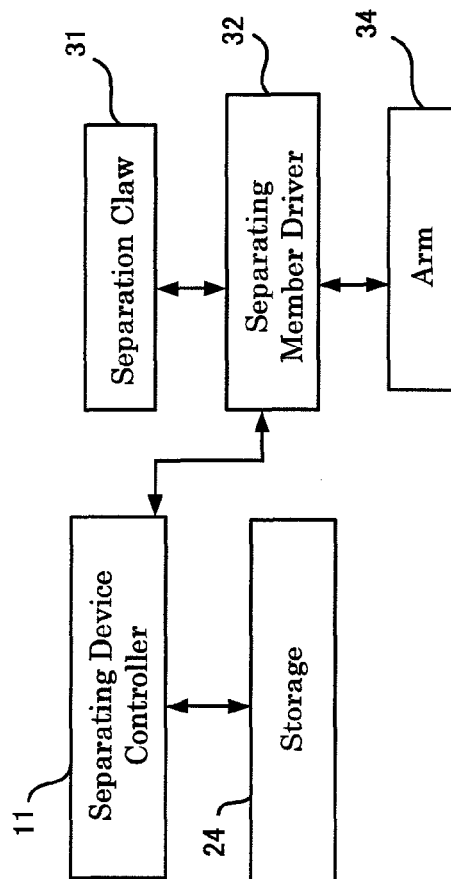 11
Separating Device
Controller
24
Storage
31
Separation Claw
32
Separating
Member Driver
34
Arm